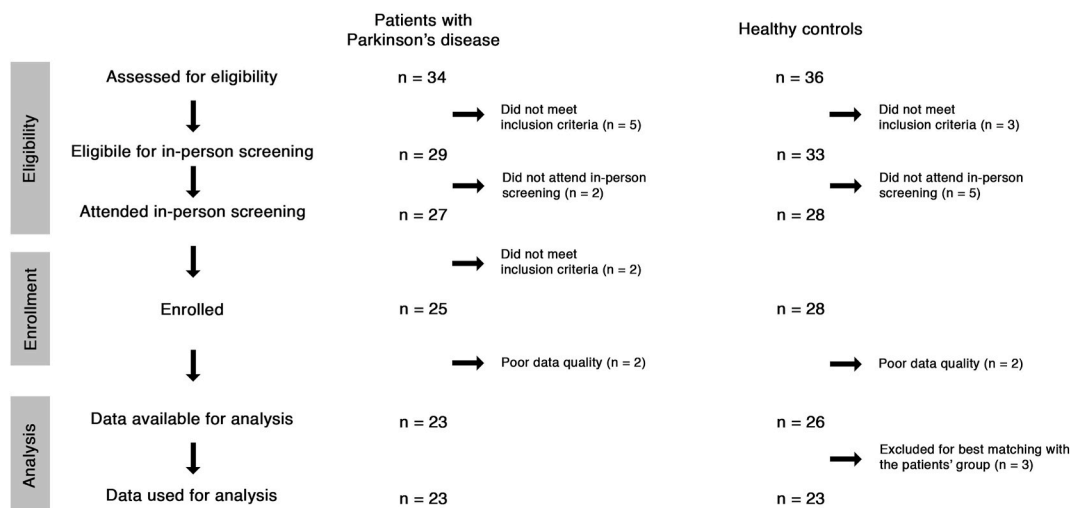 Patients with
Parkinson's disease
Healthy controls
Eligibility
Assessed for eligibility
n = 34
n = 36
Did not meet
inclusion criteria (n = 5)
Did not meet
inclusion criteria (n = 3)
Eligibile for in-person screening
n = 29
n = 33
Did not attend in-person
screening (n = 2)
Did not attend in-person
screening (n = 5)
Attended in-person screening
n = 27
n = 28
Enrollment
Did not meet
inclusion criteria (n = 2)
Enrolled
n = 25
n = 28
Poor data quality (n = 2)
Poor data quality (n = 2)
Analysis
Data available for analysis
n = 23
n = 26
Excluded for best matching with
the patients' group (n = 3)
Data used for analysis
n = 23
n = 23